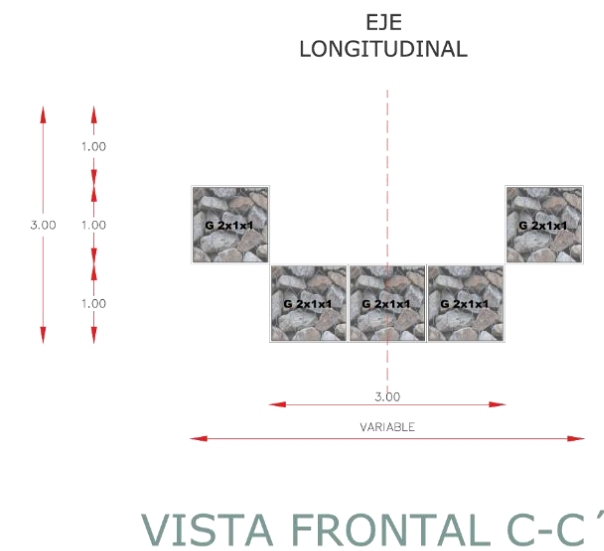 EJE
LONGITUDINAL
1.00
3.00
1.00
G 2x1x1
G 2x1x1
1.00
G 2x1x1
G 2x1x1
G 2x1x1
3.00
VARIABLE
VISTA FRONTAL C-C´